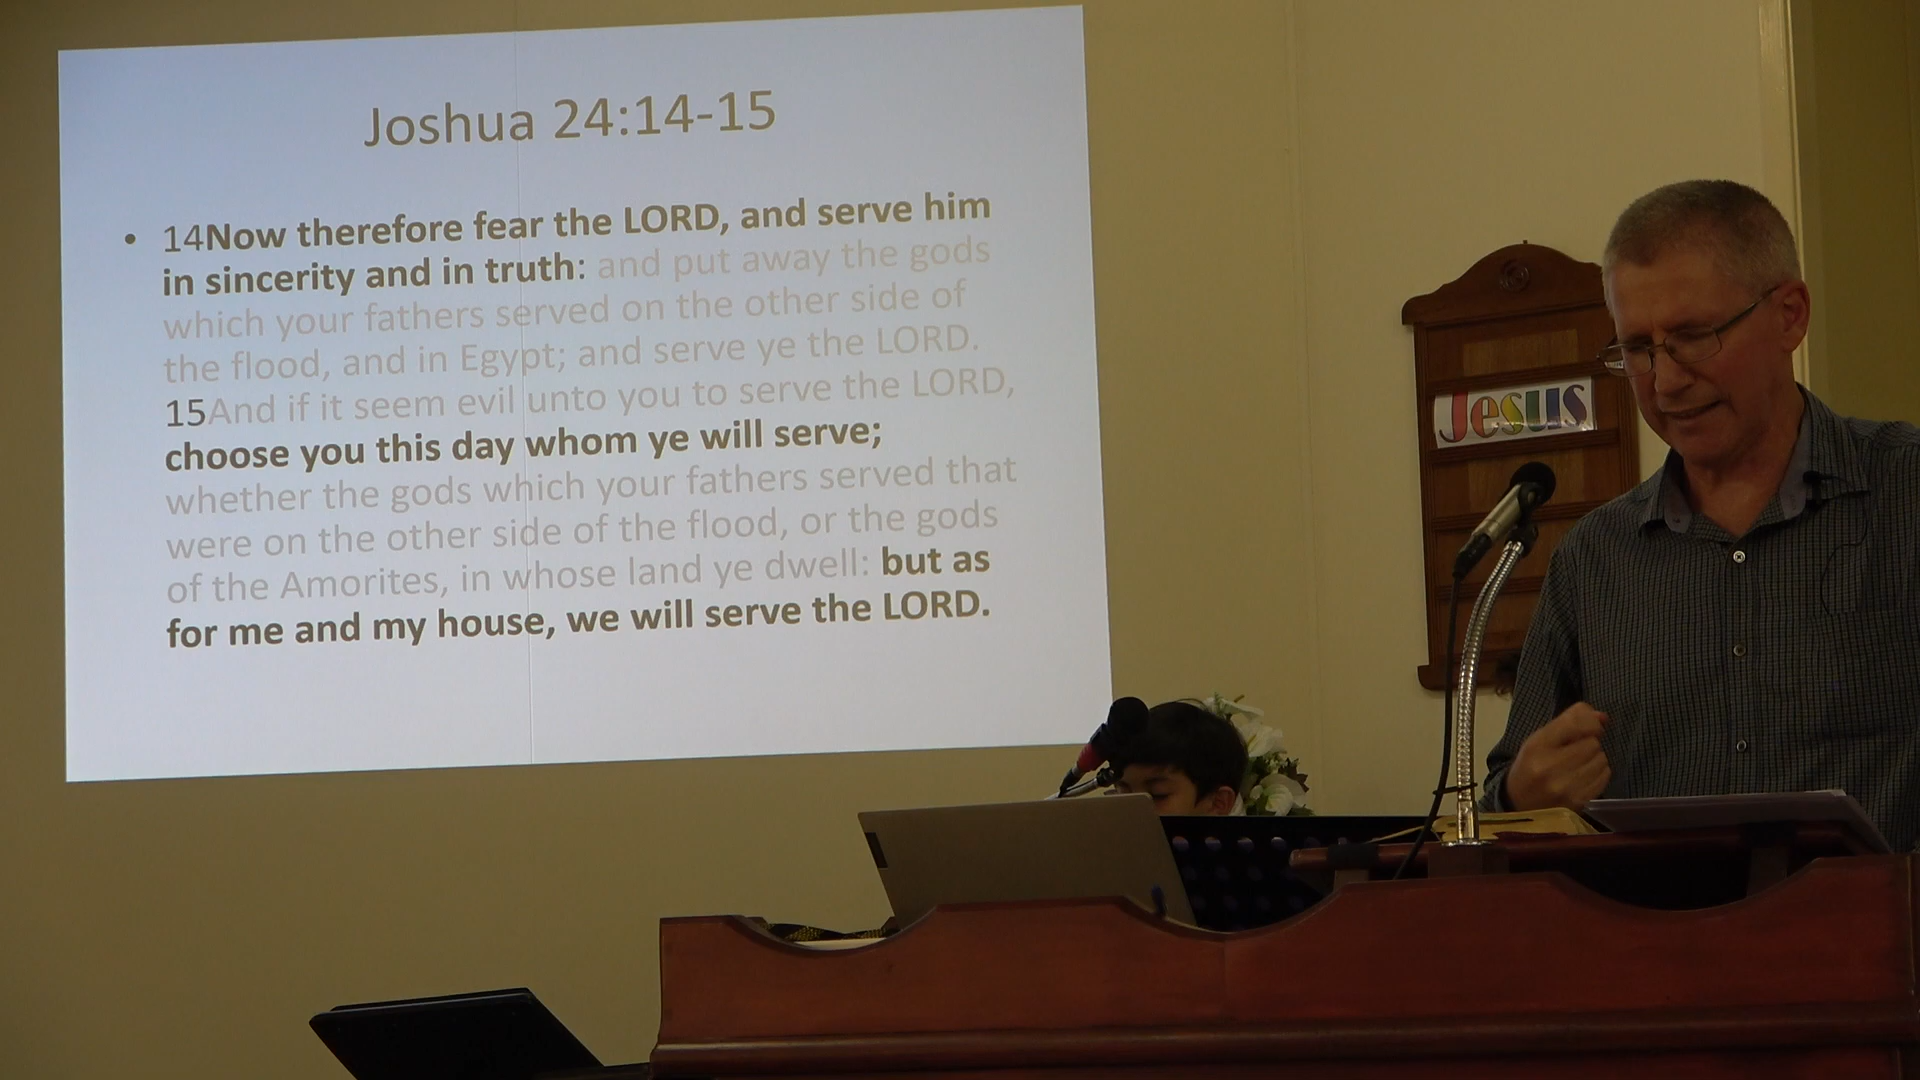 Joshua 24:14-15
• 14Now therefore fear the LORD, and serve him
in sincerity and in truth: and put away the gods
which your fathers served on the other side of
the flood, and in Egypt; and serve ye the LORD.
15And if it seem evil unto you to serve the LORD,
choose you this day whom ye will serve;
whether the gods which your fathers served that
were on the other side of the flood, or the gods
of the Amorites, in whose land ye dwell: but as
for me and my house, we will serve the LORD.
Jesus